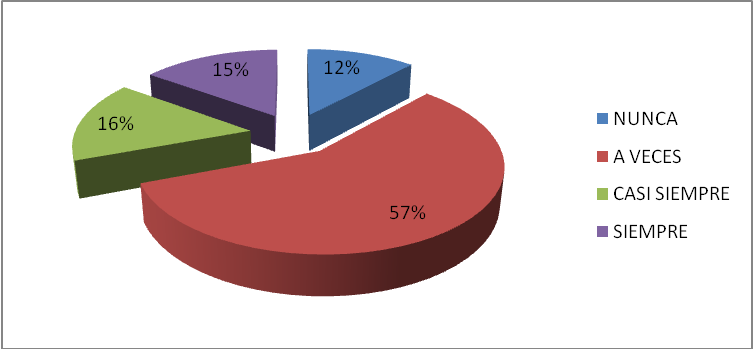 12%
15%
16%
57%
NUNCA
A VECES
CASI SIEMPRE
SIEMPRE